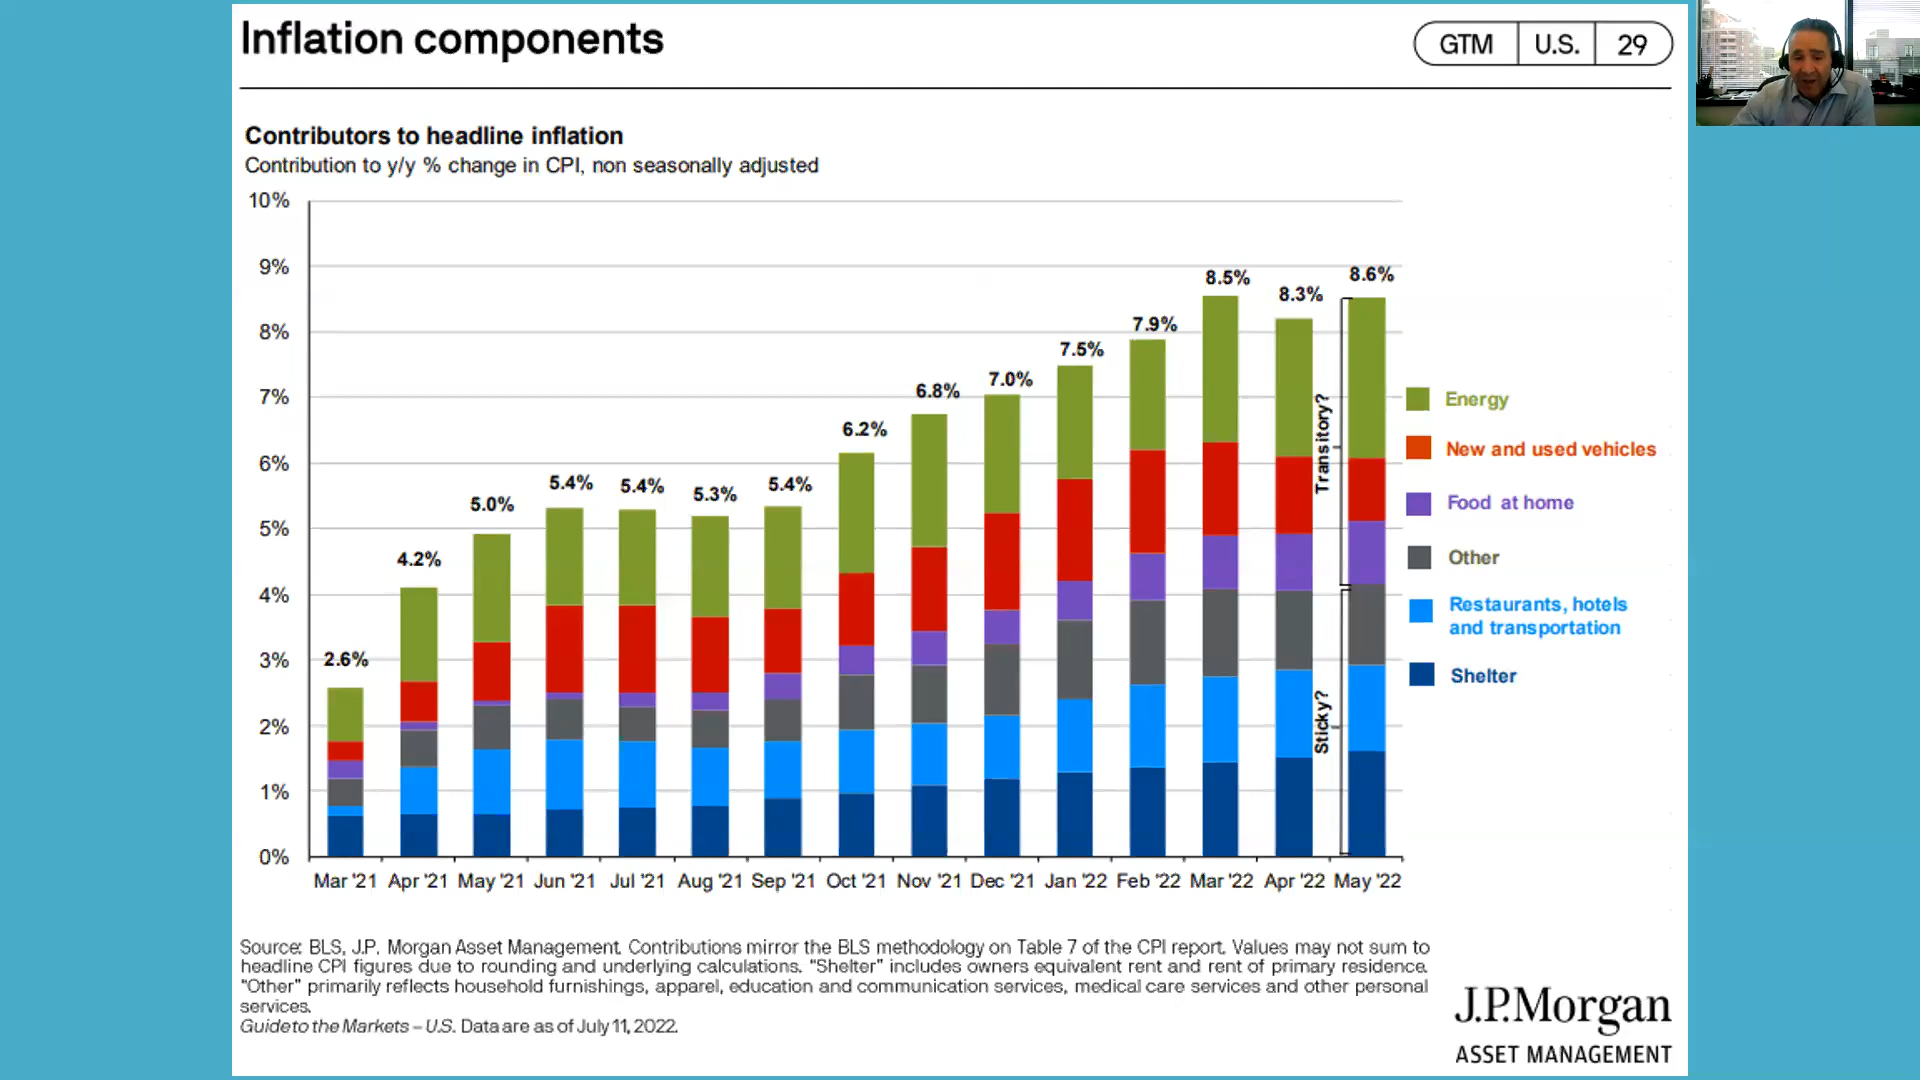 Inflation components
GTM U.S. 29
Contributors to headline inflation
Contribution to y/y % change in CPI, non seasonally adjusted
10%
9%
8%
7%
6%
5%
4%
3%
2%
1%
0%
2.6%
4.2%
5.0%
5.4%
5.4%
5.3%
5.4%
6.2%
6.8%
7.0%
7.5%
7.9%
8.5%
8.3%
8.6%
Transitory?
Sticky?
Energy
New and used vehicles
Food at home
Other
Restaurants, hotels
and transportation
Shelter
Mar '21 Apr '21 May '21 Jun '21 Jul '21 Aug '21 Sep '21 Oct '21 Nov '21 Dec '21 Jan '22 Feb '22 Mar '22 Apr '22 May '22
Source: BLS, J.P. Morgan Asset Management. Contributions mirror the BLS methodology on Table 7 of the CPI report. Values may not sum to
headline CPI figures due to rounding and underlying calculations. "Shelter" includes owners equivalent rent and rent of primary residence.
"Other" primarily reflects household furnishings, apparel, education and communication services, medical care services and other personal
services.
Guide to the Markets – U.S. Data are as of July 11, 2022.
J.P.Morgan
ASSET MANAGEMENT